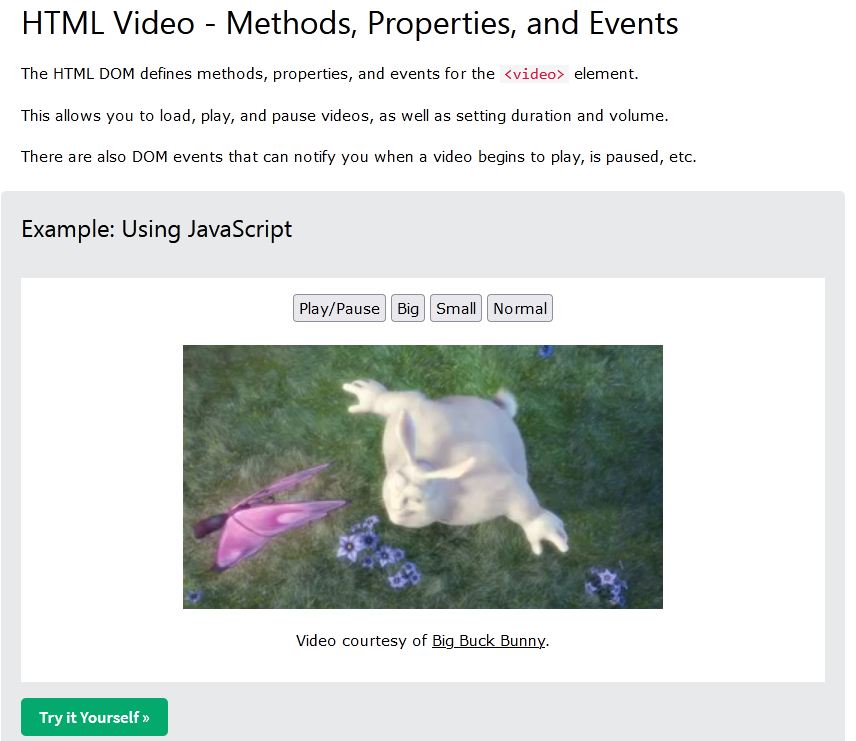 HTML Video - Methods, Properties, and Events
The HTML DOM defines methods, properties, and events for the <video> element.
This allows you to load, play, and pause videos, as well as setting duration and volume.
There are also DOM events that can notify you when a video begins to play, is paused, etc.
Example: Using JavaScript
Play/Pause Big Small Normal
Video courtesy of Big Buck Bunny.
Try it Yourself »